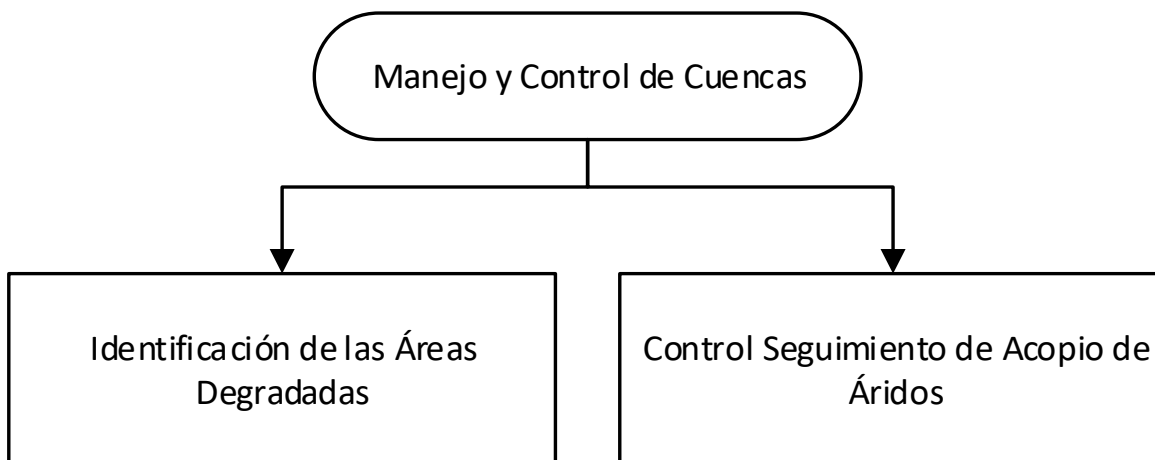 Manejo y Control de Cuencas
Identificación de las Áreas
Degradadas
Control Seguimiento de Acopio de
Áridos